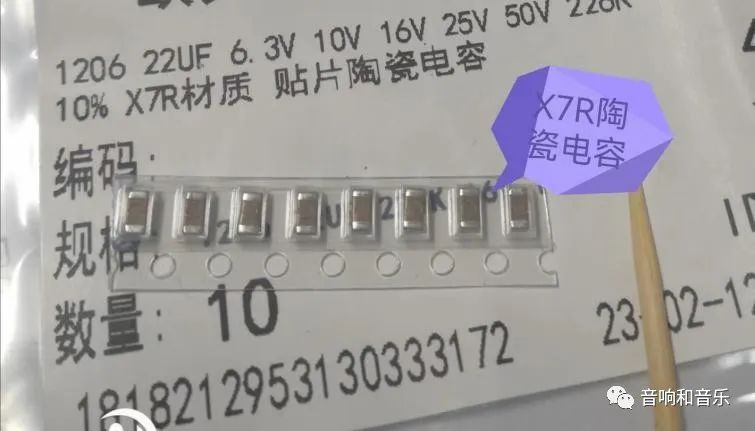 1206 22UF 6.3V 10V 16V 25V 50V 226K
10% X7R材质 贴片陶瓷电容
X7R陶
瓷电容
编码:
规格
数量: 10
23-02-12
1818212953130333172
音响和音乐